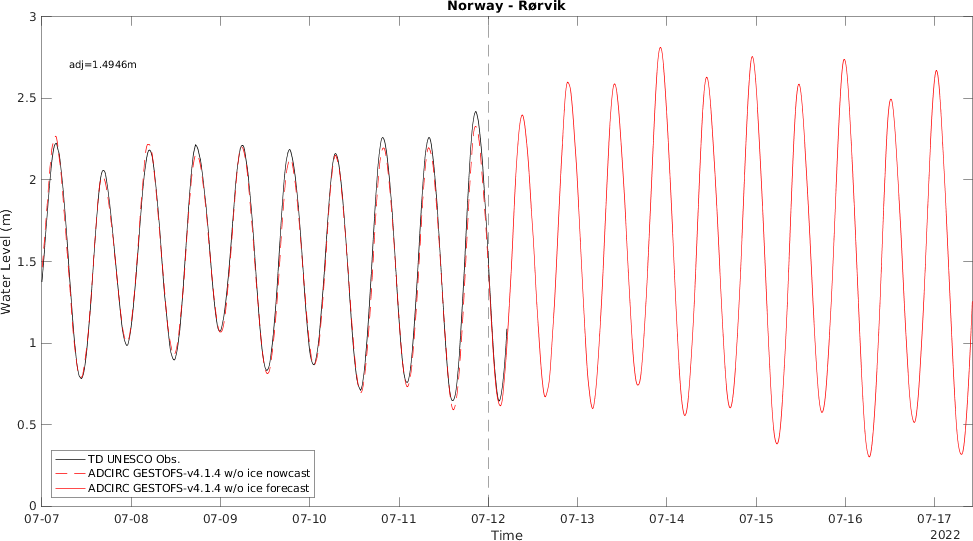 Norway - Rørvik
3
adj=1.4946m
2.5
2
1.5
Water Level (m)
1
0.5
TD UNESCO Obs.
ADCIRC GESTOFS-v4.1.4 w/o ice nowcast
ADCIRC GESTOFS-v4.1.4 w/o ice forecast
0
07-07 07-08 07-09 07-10 07-11 07-12 07-13 07-14 07-15 07-16 07-17
Time 2022